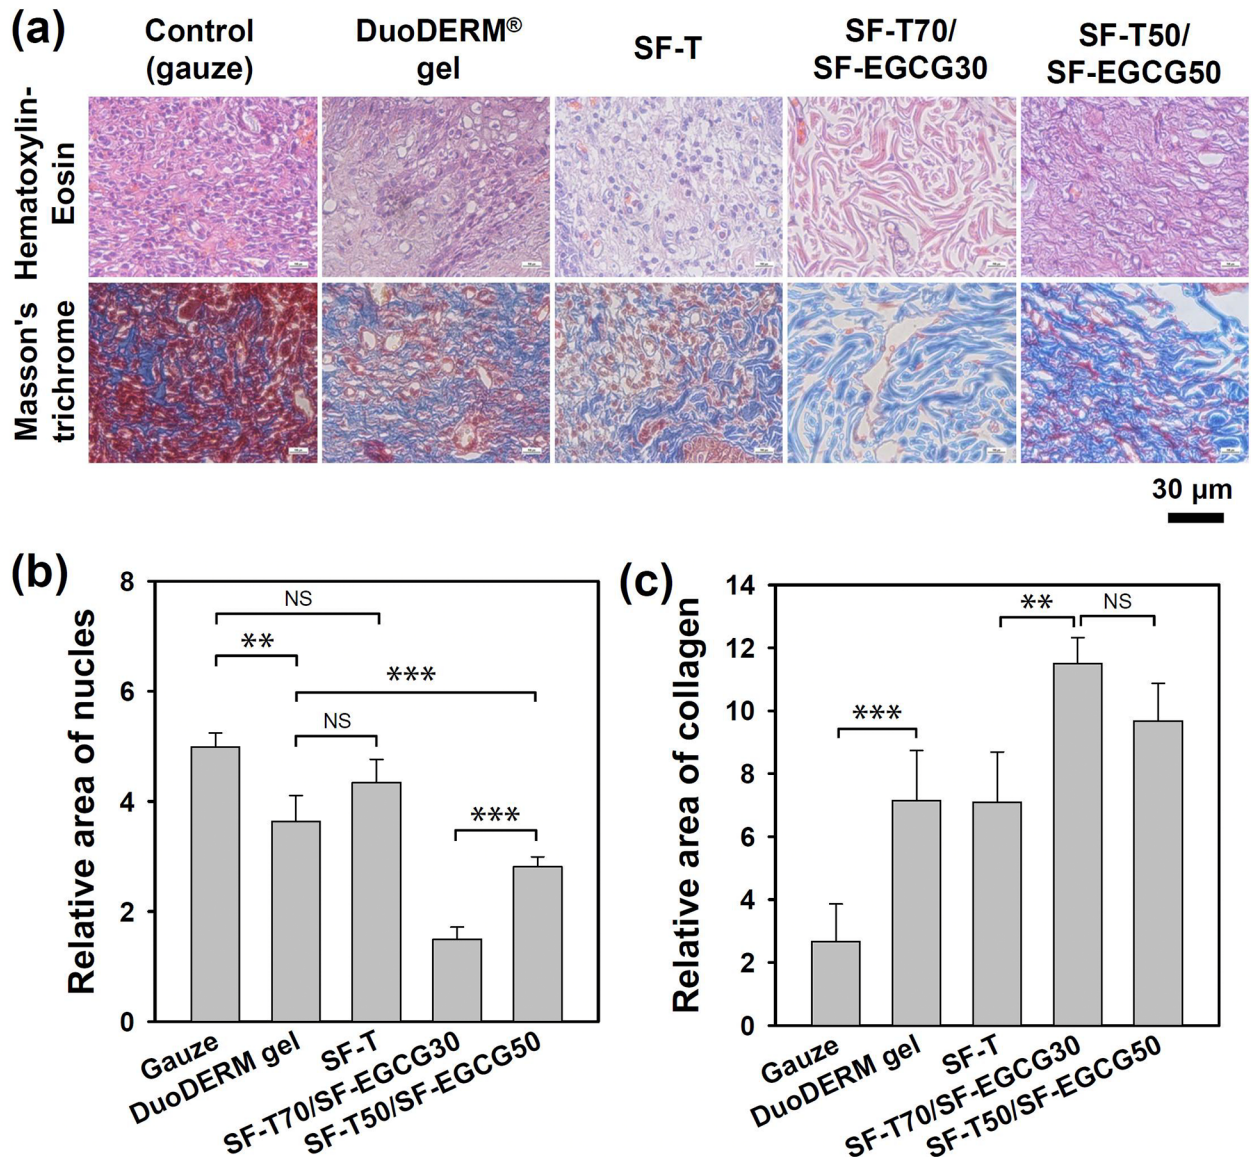 (a)
Control
(gauze)
DuoDERM®
gel
SF-T
SF-T70/
SF-EGCG30
SF-T50/
SF-EGCG50
Hematoxylin-
Eosin
Masson's
trichrome
30 μm
(b)
Relative area of nucles
8
6
4
2
0
NS
**
***
NS
***
Gauze
DuoDERM gel
SF-T
SF-T70/SF-EGCG30
SF-T50/SF-EGCG50
(c)
Relative area of collagen
14
12
10
8
6
4
2
0
***
**
NS
Gauze
DuoDERM gel
SF-T
SF-T70/SF-EGCG30
SF-T50/SF-EGCG50